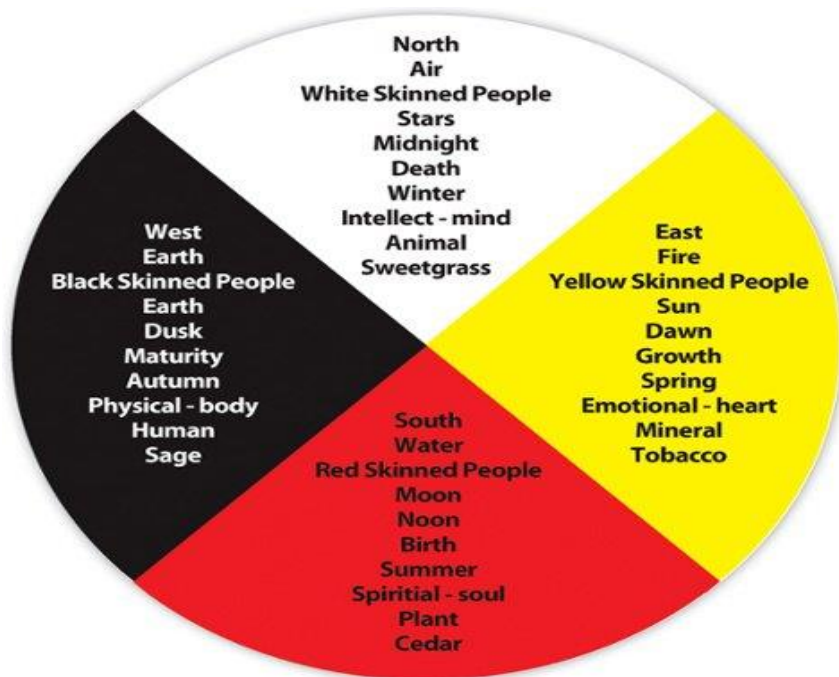 North
Air
White Skinned People
Stars
Midnight
Death
Winter
Intellect - mind
Animal
Sweetgrass
West
Earth
Black Skinned People
Earth
Dusk
Maturity
Autumn
Physical - body
Human
Sage
East
Fire
Yellow Skinned People
Sun
Dawn
Growth
Spring
Emotional - heart
Mineral
Tobacco
South
Water
Red Skinned People
Moon
Noon
Birth
Summer
Spiritial - soul
Plant
Cedar